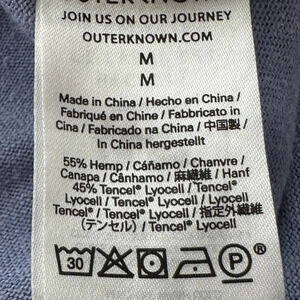 OUTERKNOWN
JOIN US ON OUR JOURNEY
OUTERKNOWN.COM
M
M
Made in China / Hecho en China /
Fabriqué en Chine / Fabbricato in
Cina / Fabricado na China / 中国製 /
In China hergestellt
55% Hemp / Cáñamo / Chanvre /
Canapa / Cânhamo / 麻繊維 / Hanf
45% Tencel® Lyocell / Tencel®
Lyocell / Tencel® Lyocell / Lyocell
Tencel® / Tencel® Lyocell / 指定外繊維
(テンセル) / Tencel® Lyocell
30 P ®